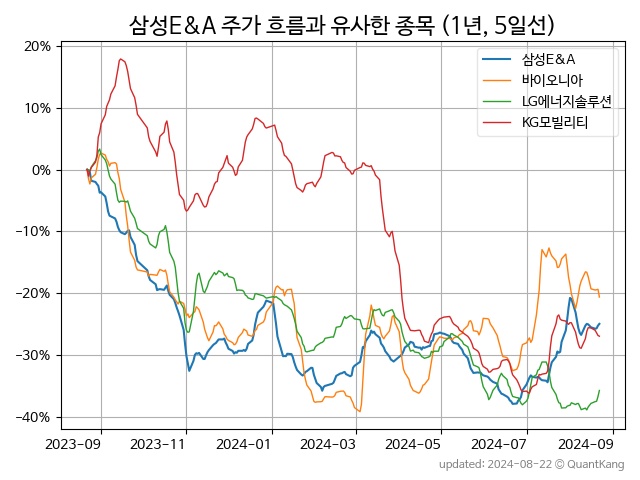 삼성E&A 주가 흐름과 유사한 종목 (1년, 5일선)
삼성E&A
바이오니아
LG에너지솔루션
KG모빌리티
20%
10%
0%
−10%
−20%
−30%
−40%
2023-09 2023-11 2024-01 2024-03 2024-05 2024-07 2024-09
updated: 2024-08-22 © QuantKang